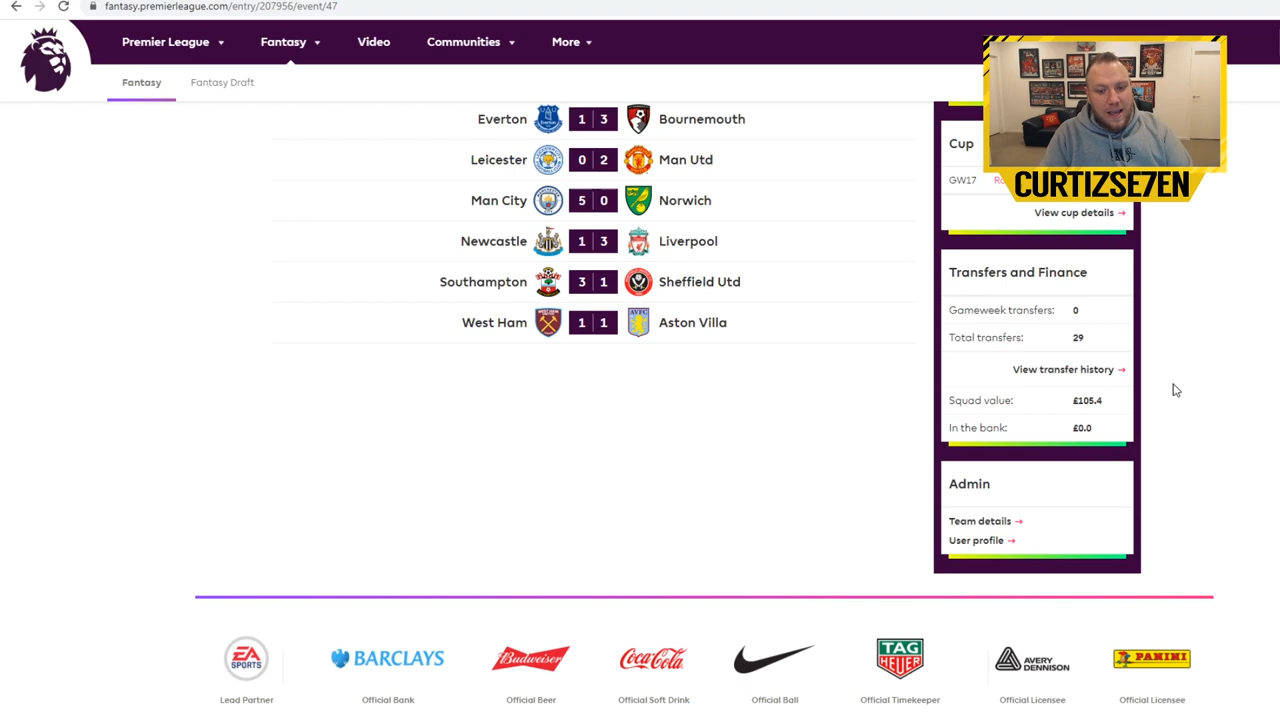 fantasy.premierleague.com/entry/207956/event/47
Premier League Fantasy Video Communities More
Fantasy Fantasy Draft
Everton 1 3 Bournemouth
Leicester 0 2 Man Utd
Man City 5 0 Norwich
Newcastle 1 3 Liverpool
Southampton 3 1 Sheffield Utd
West Ham 1 1 Aston Villa
CURTIZSE7EN
Cup
GW17
View cup details →
Transfers and Finance
Gameweek transfers: 0
Total transfers: 29
View transfer history →
Squad value: £105.4
In the bank: £0.0
Admin
Team details →
User profile →
EA SPORTS BARCLAYS Budweiser Coca-Cola TAG HEUER AVERY DENNISON PANINI
Lead Partner Official Bank Official Beer Official Soft Drink Official Ball Official Timekeeper Official Licensee Official Licensee